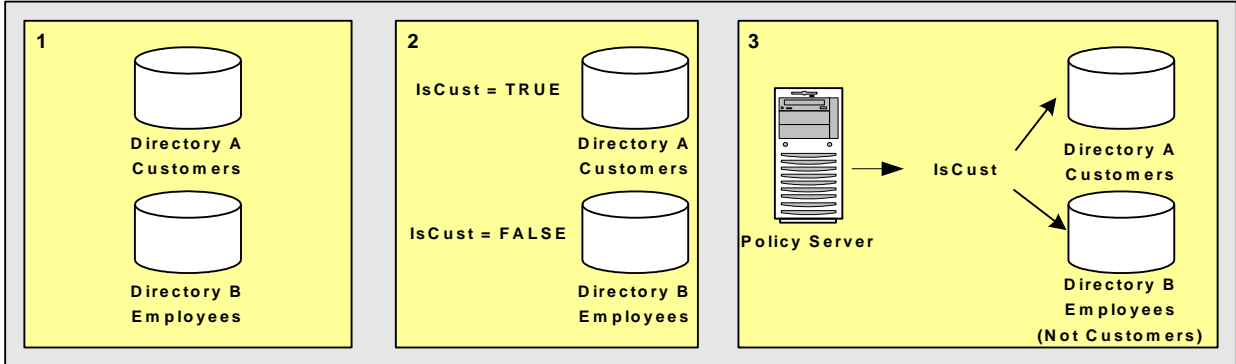 1
Directory A
Customers
Directory B
Employees
2
IsCust = TRUE
Directory A
Customers
IsCust = FALSE
Directory B
Employees
3
Policy Server
IsCust
Directory A
Customers
Directory B
Employees
(Not Customers)